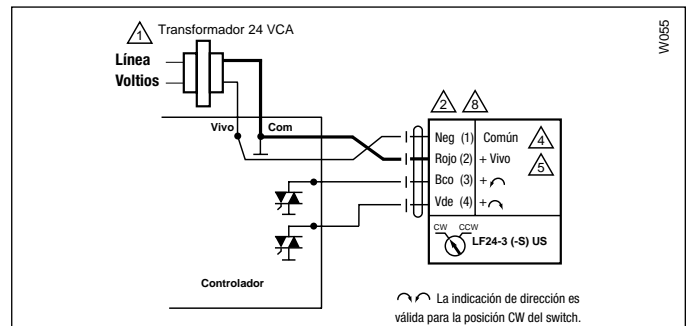 1 Transformador 24 VCA
Línea
Voltios
Vivo Com
2 8
Neg (1) Común 4
Rojo (2) + Vivo 5
Bco (3) +
Vde (4) +
CW CCW
LF24-3 (-S) US
Controlador
La indicación de dirección es
válida para la posición CW del switch.
W055